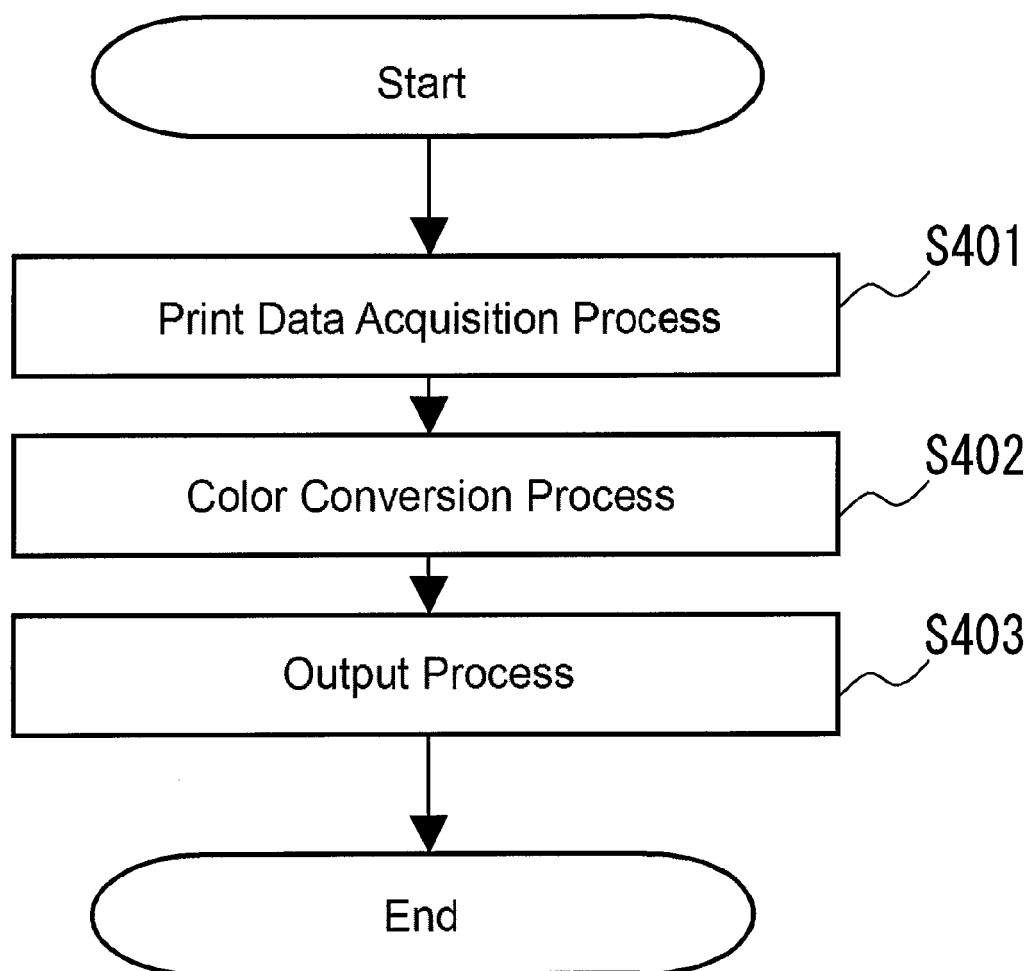 Start
S401
Print Data Acquisition Process
S402
Color Conversion Process
S403
Output Process
End